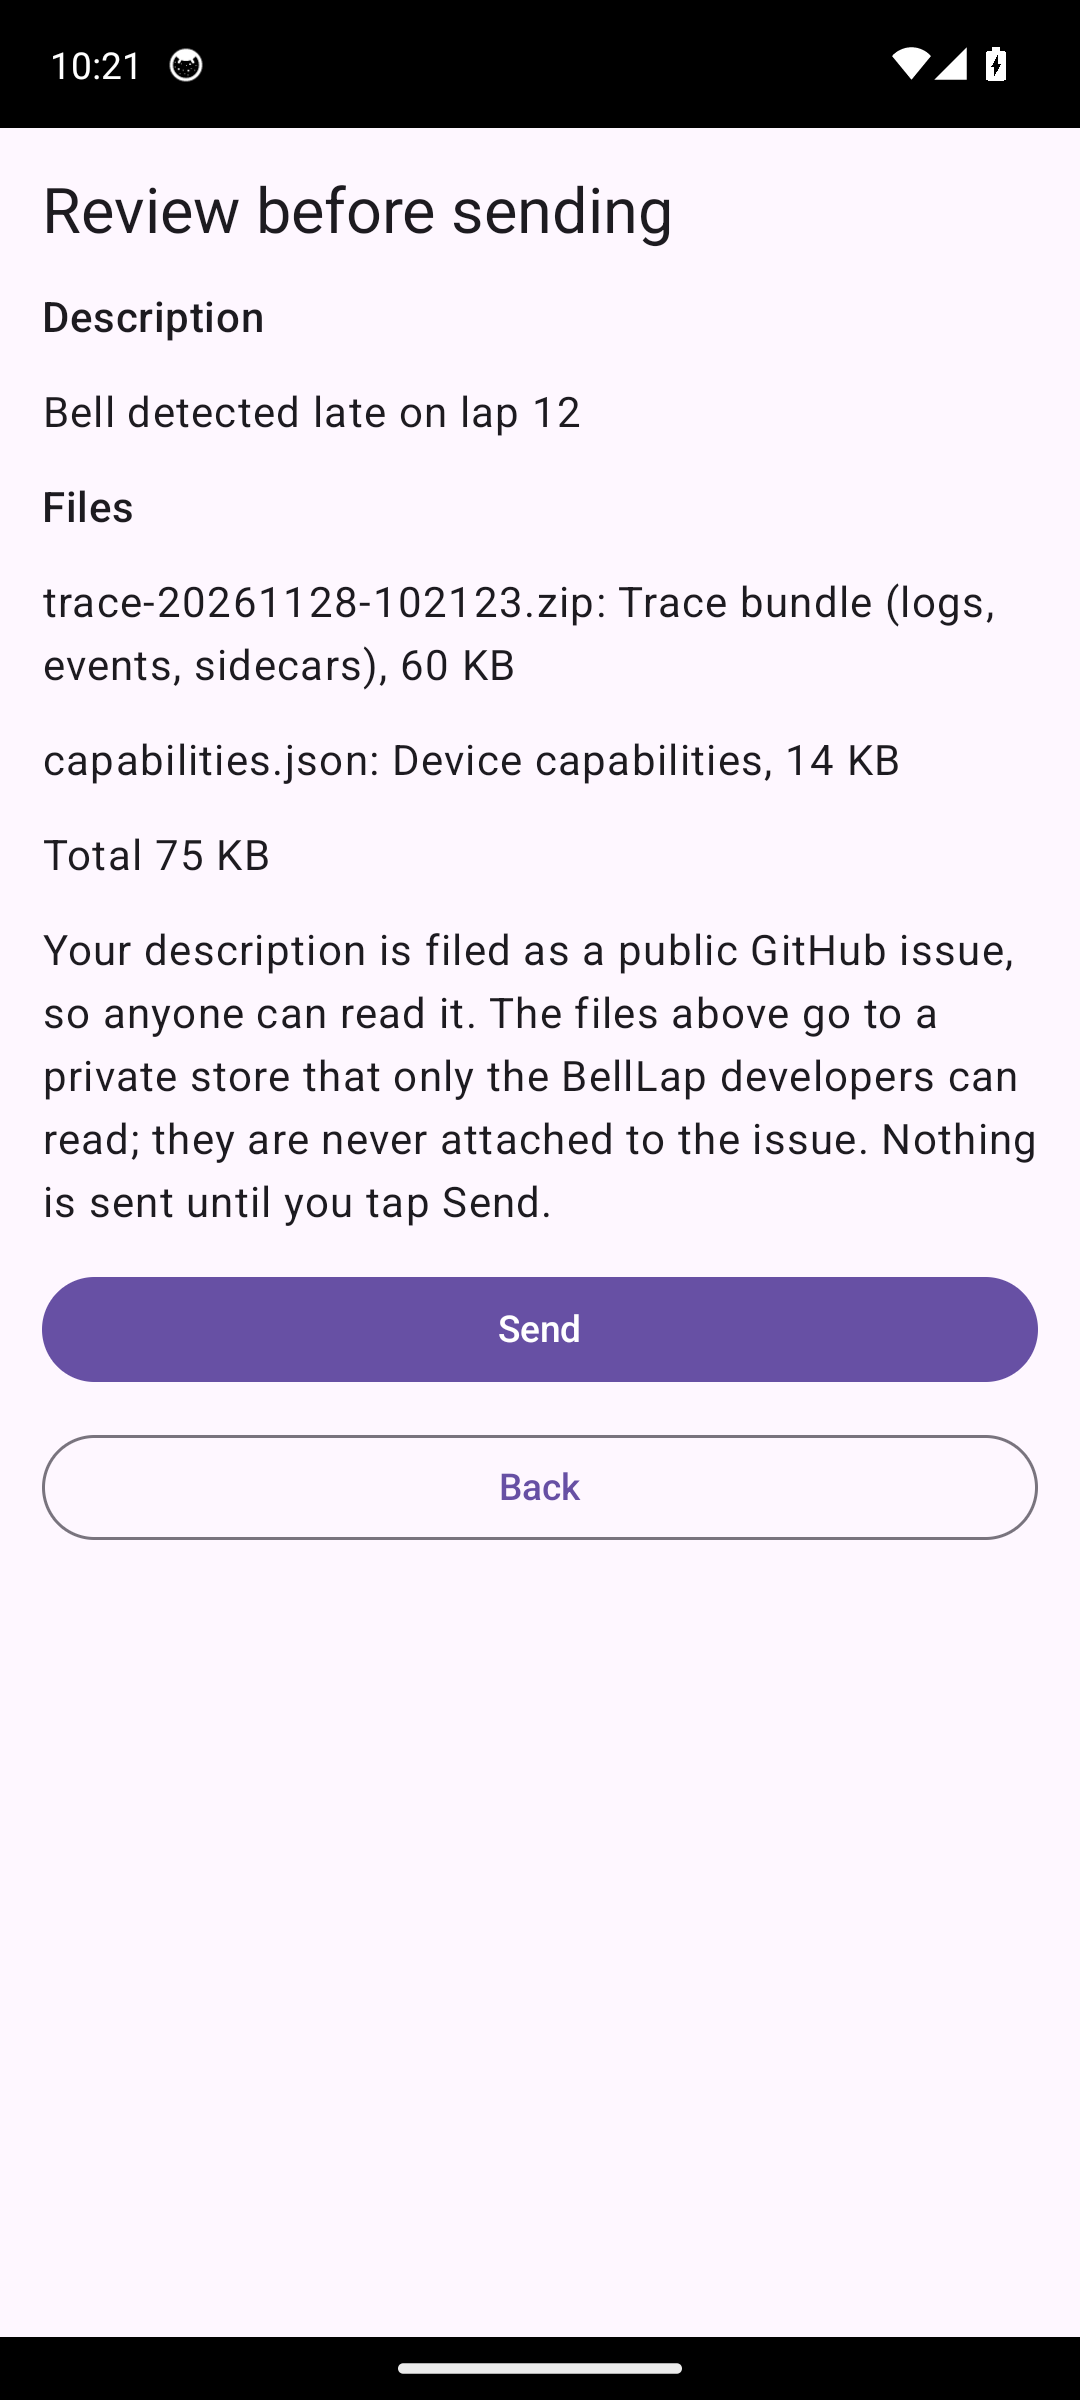 10:21
Review before sending
Description
Bell detected late on lap 12
Files
trace-20261128-102123.zip: Trace bundle (logs,
events, sidecars), 60 KB
capabilities.json: Device capabilities, 14 KB
Total 75 KB
Your description is filed as a public GitHub issue,
so anyone can read it. The files above go to a
private store that only the BellLap developers can
read; they are never attached to the issue. Nothing
is sent until you tap Send.
Send
Back